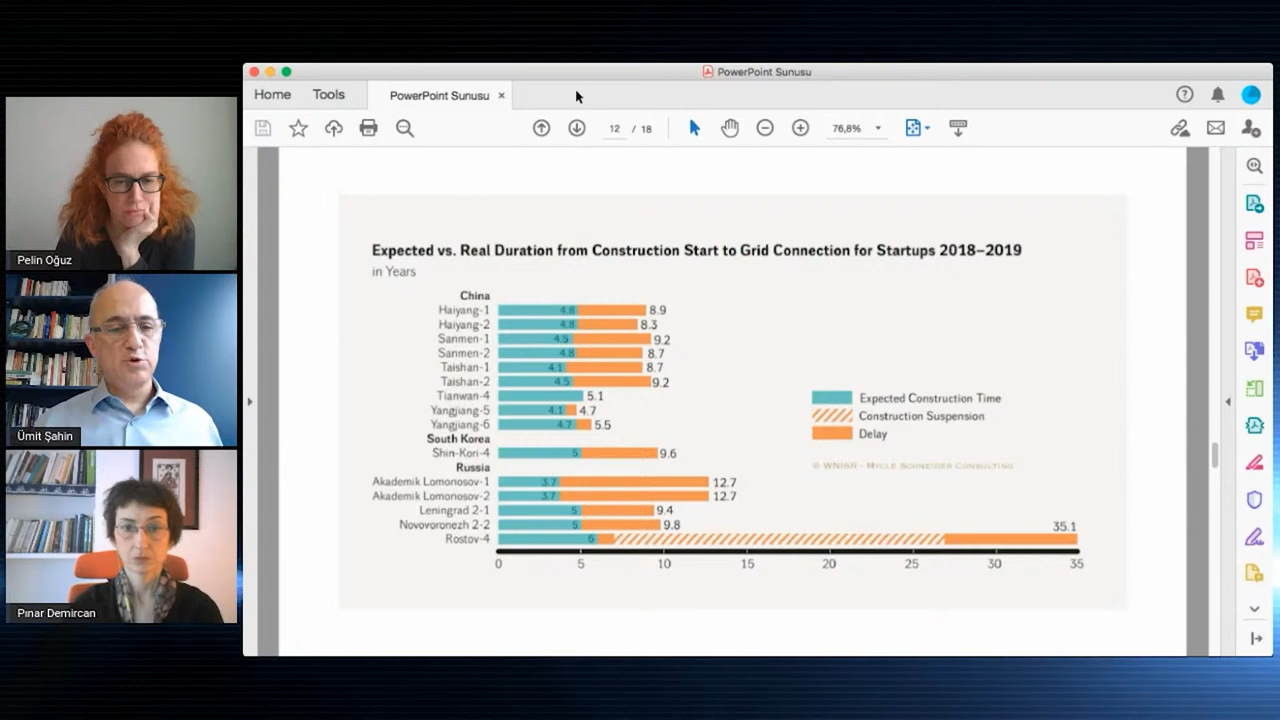 PowerPoint Sunusu
Home Tools PowerPoint Sunusu ×
12 / 18 76,8%
Pelin Oğuz
Ümit Şahin
Pınar Demircan
Expected vs. Real Duration from Construction Start to Grid Connection for Startups 2018–2019
in Years
China
Haiyang-1 4.8 8.9
Haiyang-2 4.8 8.3
Sanmen-1 4.5 9.2
Sanmen-2 4.8 8.7
Taishan-1 4.1 8.7
Taishan-2 4.5 9.2
Tianwan-4 5.1
Yangjiang-5 4.1 4.7
Yangjiang-6 4.7 5.5
South Korea
Shin-Kori-4 5 9.6
Russia
Akademik Lomonosov-1 3.7 12.7
Akademik Lomonosov-2 3.7 12.7
Leningrad 2-1 5 9.4
Novovoronezh 2-2 5 9.8
Rostov-4 6 35.1
0 5 10 15 20 25 30 35
Expected Construction Time
Construction Suspension
Delay
© WNISR - Mycle Schneider Consulting